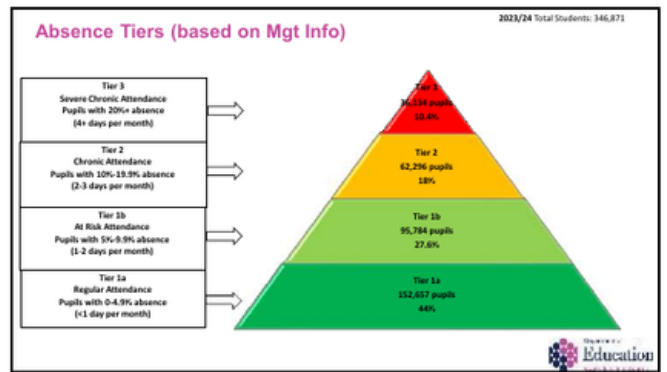 2023/24 Total Students: 346,871
Absence Tiers (based on Mgt Info)
Tier 3
Severe Chronic Attendance
Pupils with 20%+ absence
(4+ days per month)
Tier 2
Chronic Attendance
Pupils with 10%-19.9% absence
(2-3 days per month)
Tier 1b
At Risk Attendance
Pupils with 5%-9.9% absence
(1-2 days per month)
Tier 1a
Regular Attendance
Pupils with 0-4.9% absence
(<1 day per month)
Tier 3
36,134 pupils
10.4%
Tier 2
62,296 pupils
18%
Tier 1b
95,784 pupils
27.6%
Tier 1a
152,657 pupils
44%
Education